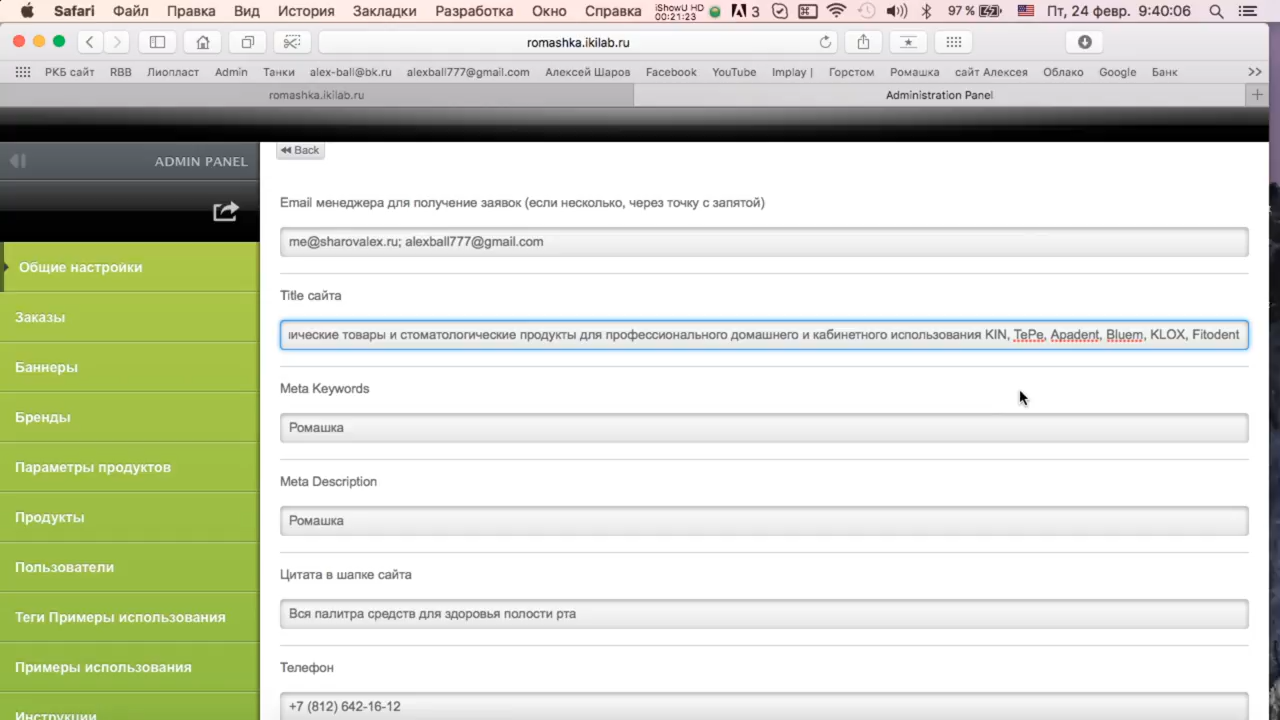 Safari Файл Правка Вид История Закладки Разработка Окно Справка iShowU HD 00:21:23 3 97 % Пт, 24 февр. 9:40:06
romashka.ikilab.ru
РКБ сайт RBB Лиопласт Admin Танки alex-ball@bk.ru alexball777@gmail.com Алексей Шаров Facebook YouTube Implay | Горстом Ромашка сайт Алексея Облако Google Банк >>
romashka.ikilab.ru Administration Panel
ADMIN PANEL
Back
Общие настройки
Заказы
Баннеры
Бренды
Параметры продуктов
Продукты
Пользователи
Теги Примеры использования
Примеры использования
Инструкции
Email менеджера для получение заявок (если несколько, через точку с запятой)
me@sharovalex.ru; alexball777@gmail.com
Title сайта
ические товары и стоматологические продукты для профессионального домашнего и кабинетного использования KIN, TePe, Apadent, Bluem, KLOX, Fitodent
Meta Keywords
Ромашка
Meta Description
Ромашка
Цитата в шапке сайта
Вся палитра средств для здоровья полости рта
Телефон
+7 (812) 642-16-12